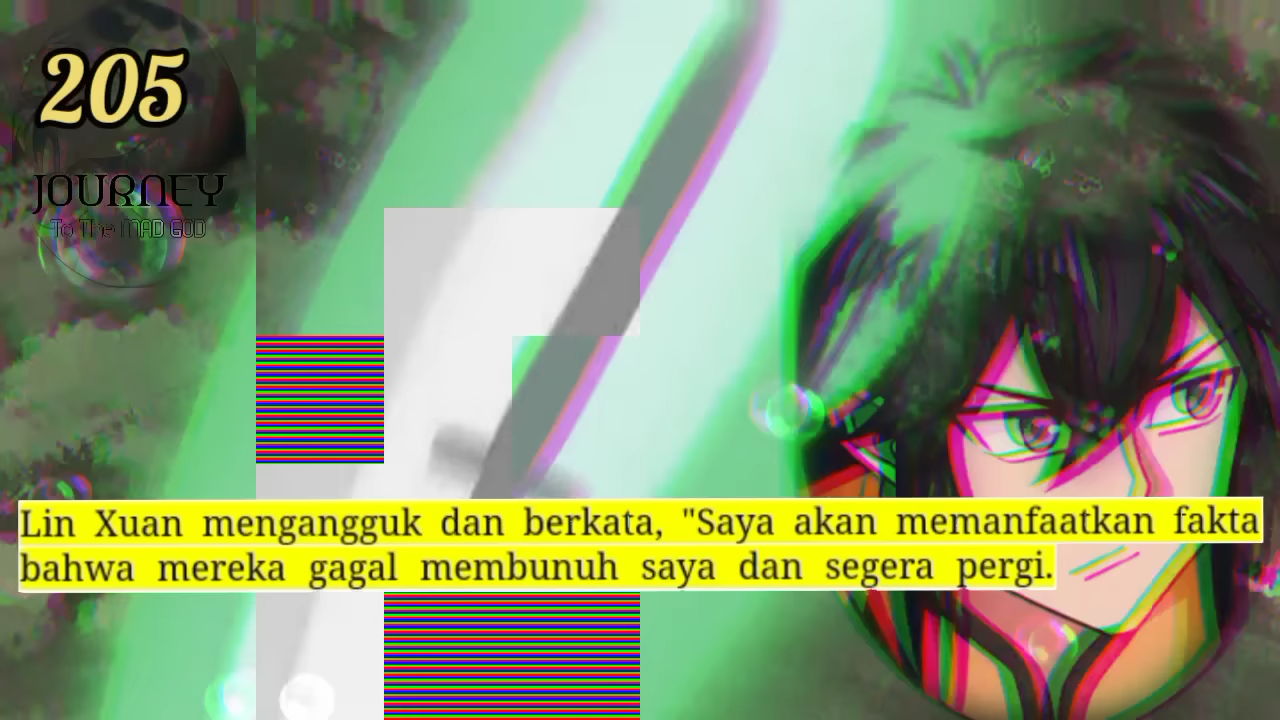 205
JOURNEY
To The MAD GOD
Lin Xuan mengangguk dan berkata, "Saya akan memanfaatkan fakta
bahwa mereka gagal membunuh saya dan segera pergi.